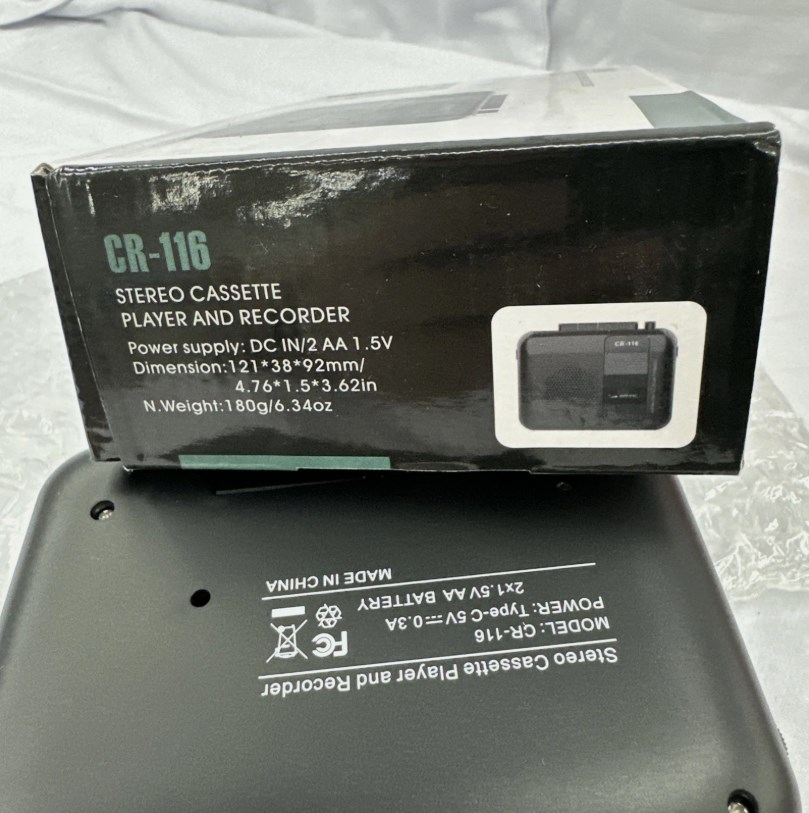 CR-116
STEREO CASSETTE
PLAYER AND RECORDER
Power supply: DC IN/2 AA 1.5V
Dimension:121*38*92mm/
4.76*1.5*3.62in
N.Weight:180g/6.34oz
CR-116
Stereo Cassette Player and Recorder
MODEL: CR-116
POWER: Type-C 5V⎓0.3A
2x1.5V AA BATTERY
FC
MADE IN CHINA